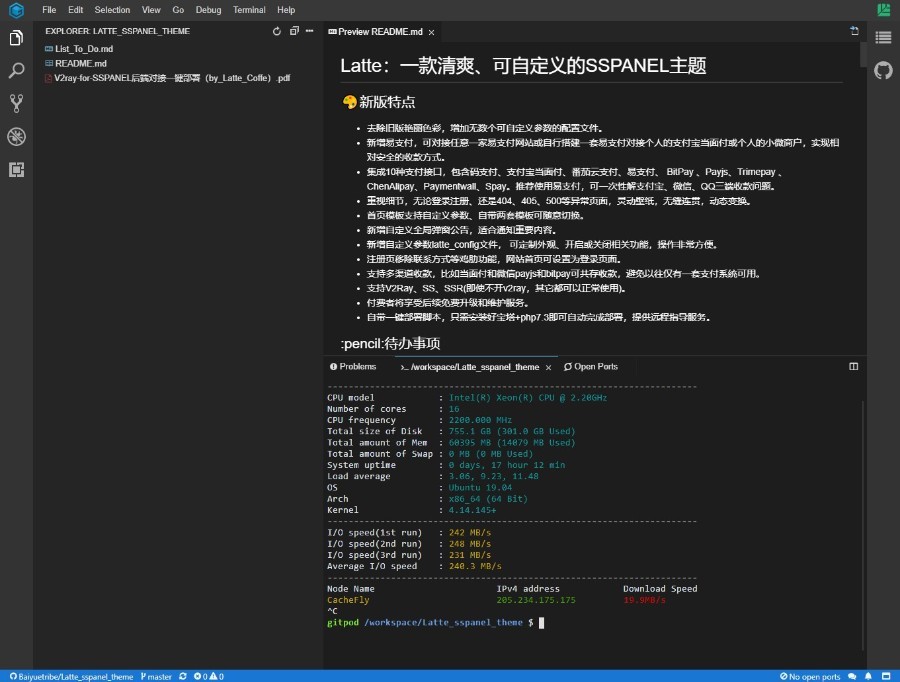 File Edit Selection View Go Debug Terminal Help
EXPLORER: LATTE_SSPANEL_THEME
List_To_Do.md
README.md
V2ray-for-SSPANEL后端对接一键部署（by_Latte_Coffe）.pdf
Preview README.md
Latte：一款清爽、可自定义的SSPANEL主题
新版特点
去除旧版艳丽色彩，增加无数个可自定义参数的配置文件。
新增易支付，可对接任意一家易支付网站或自行搭建一套易支付对接个人的支付宝当面付或个人的小微商户，实现相
对安全的收款方式。
集成10种支付接口，包含码支付、支付宝当面付、番茄云支付、易支付、 BitPay 、Payjs、Trimepay 、
ChenAlipay、Paymentwall、Spay。推荐使用易支付，可一次性解支付宝、微信、QQ三端收款问题。
重视细节，无论登录注册、还是404、405、500等异常页面，灵动壁纸，无缝连贯，动态变换。
首页模板支持自定义参数、自带两套模板可随意切换。
新增自定义全局弹窗公告，适合通知重要内容。
新增自定义参数latte_config文件， 可定制外观、开启或关闭相关功能，操作非常方便。
注册页移除联系方式等鸡肋功能，网站首页可设置为登录页面。
支持多渠道收款，比如当面付和微信payjs和bitpay可共存收款，避免以往仅有一套支付系统可用。
支持V2Ray、SS、SSR(即使不开v2ray，其它都可以正常使用)。
付费者将享受后续免费升级和维护服务。
自带一键部署脚本，只需安装好宝塔+php7.3即可自动完成部署，提供远程指导服务。
:pencil:待办事项
Problems >_ /workspace/Latte_sspanel_theme Open Ports
----------------------------------------------------------------------
CPU model : Intel(R) Xeon(R) CPU @ 2.20GHz
Number of cores : 16
CPU frequency : 2200.000 MHz
Total size of Disk : 755.1 GB (301.0 GB Used)
Total amount of Mem : 60395 MB (14079 MB Used)
Total amount of Swap : 0 MB (0 MB Used)
System uptime : 0 days, 17 hour 12 min
Load average : 3.06, 9.23, 11.48
OS : Ubuntu 19.04
Arch : x86_64 (64 Bit)
Kernel : 4.14.145+
----------------------------------------------------------------------
I/O speed(1st run) : 242 MB/s
I/O speed(2nd run) : 248 MB/s
I/O speed(3rd run) : 231 MB/s
Average I/O speed : 240.3 MB/s
----------------------------------------------------------------------
Node Name IPv4 address Download Speed
CacheFly 205.234.175.175 19.9MB/s
^C
gitpod /workspace/Latte_sspanel_theme $
Baiyuetribe/Latte_sspanel_theme master 0 0 No open ports